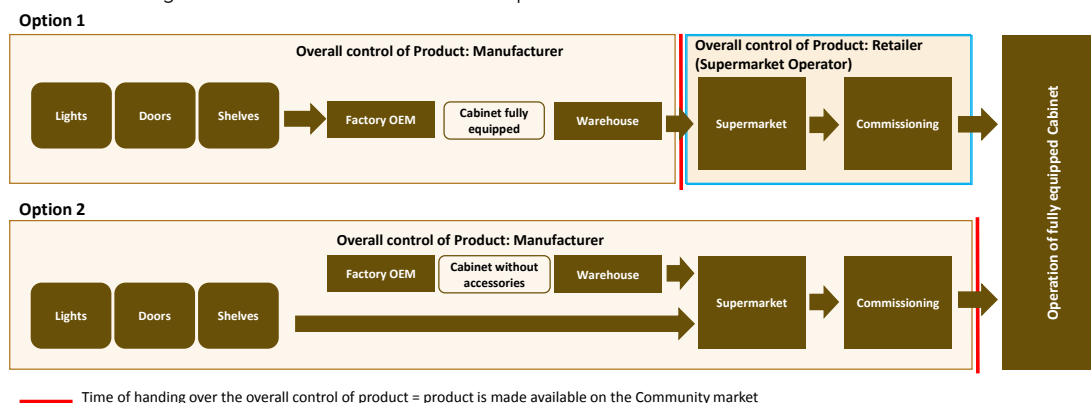 Option 1
Overall control of Product: Manufacturer
Overall control of Product: Retailer
(Supermarket Operator)
Lights
Doors
Shelves
Factory OEM
Cabinet fully
equipped
Warehouse
Supermarket
Commissioning
Operation of fully equipped Cabinet
Option 2
Overall control of Product: Manufacturer
Factory OEM
Cabinet without
accessories
Warehouse
Lights
Doors
Shelves
Supermarket
Commissioning
Time of handing over the overall control of product = product is made available on the Community market